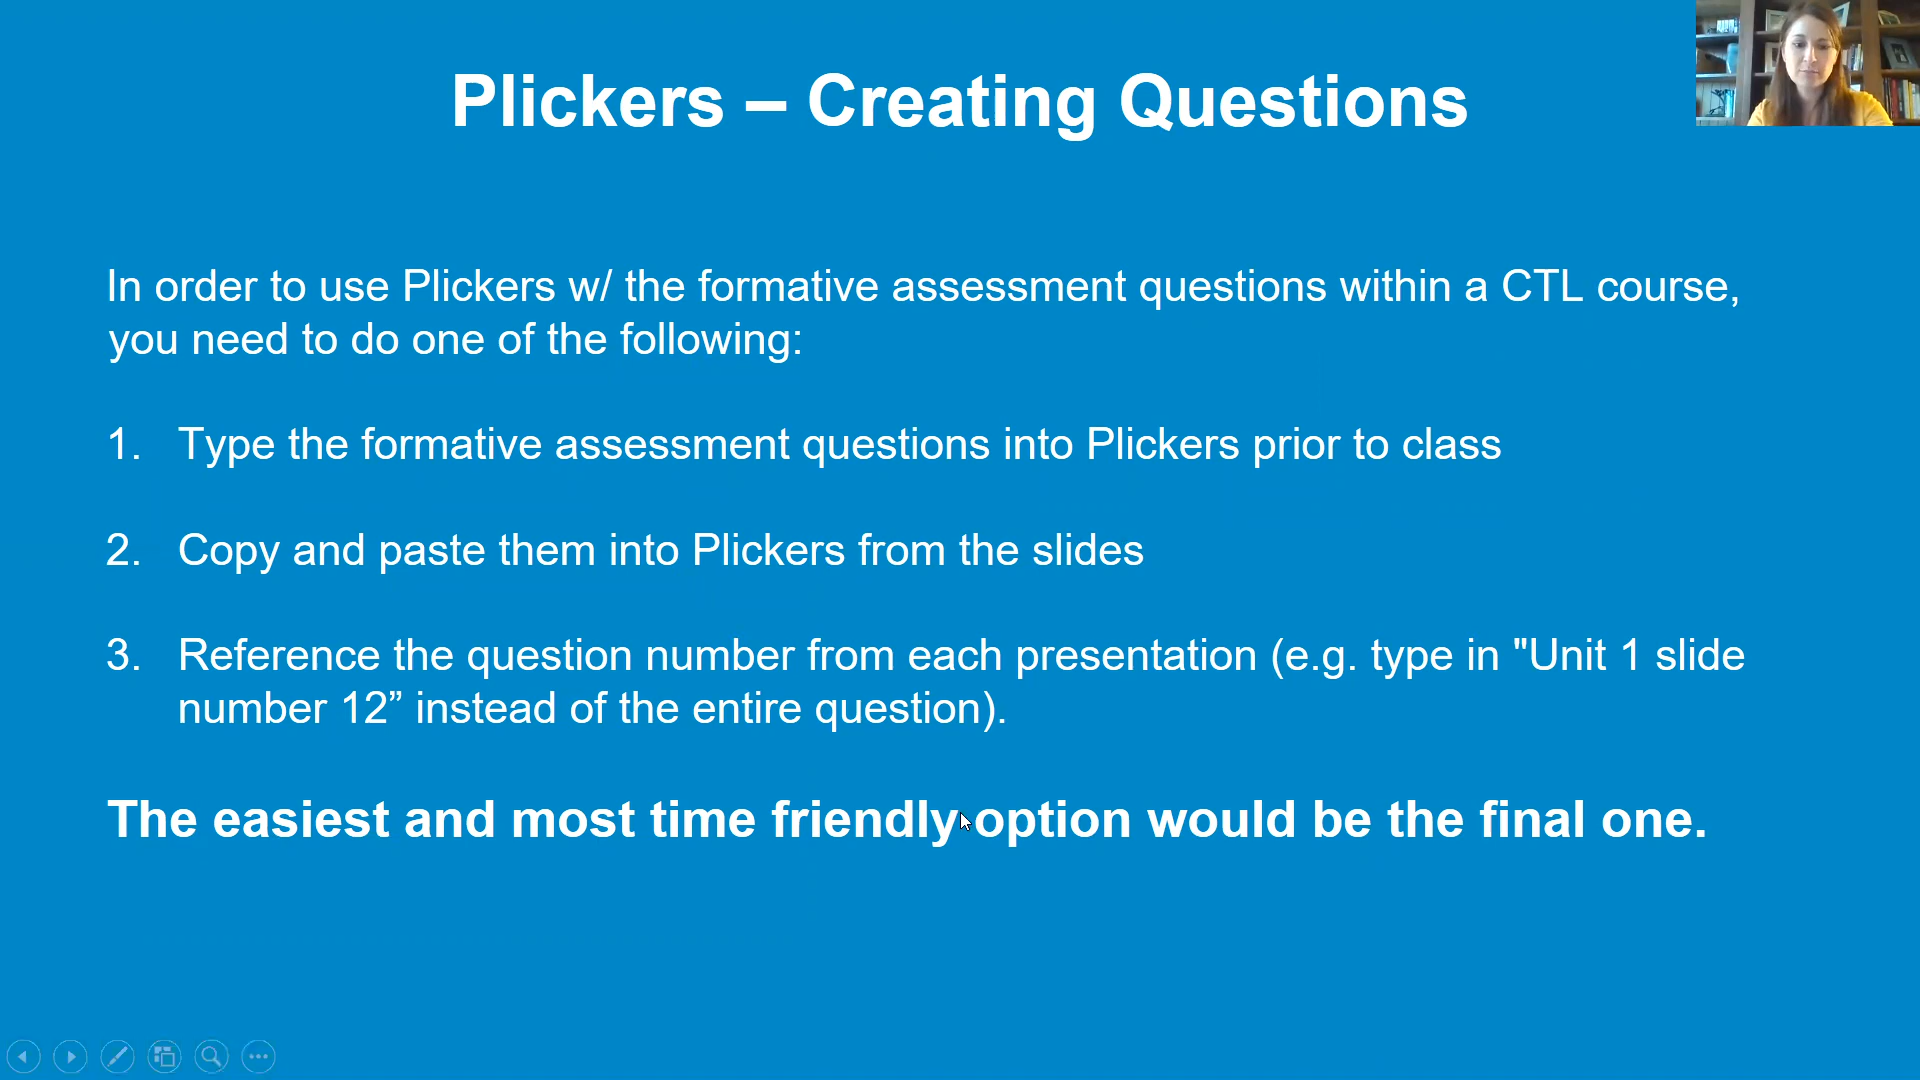 Plickers – Creating Questions
In order to use Plickers w/ the formative assessment questions within a CTL course,
you need to do one of the following:
1. Type the formative assessment questions into Plickers prior to class
2. Copy and paste them into Plickers from the slides
3. Reference the question number from each presentation (e.g. type in "Unit 1 slide
number 12” instead of the entire question).
The easiest and most time friendly option would be the final one.